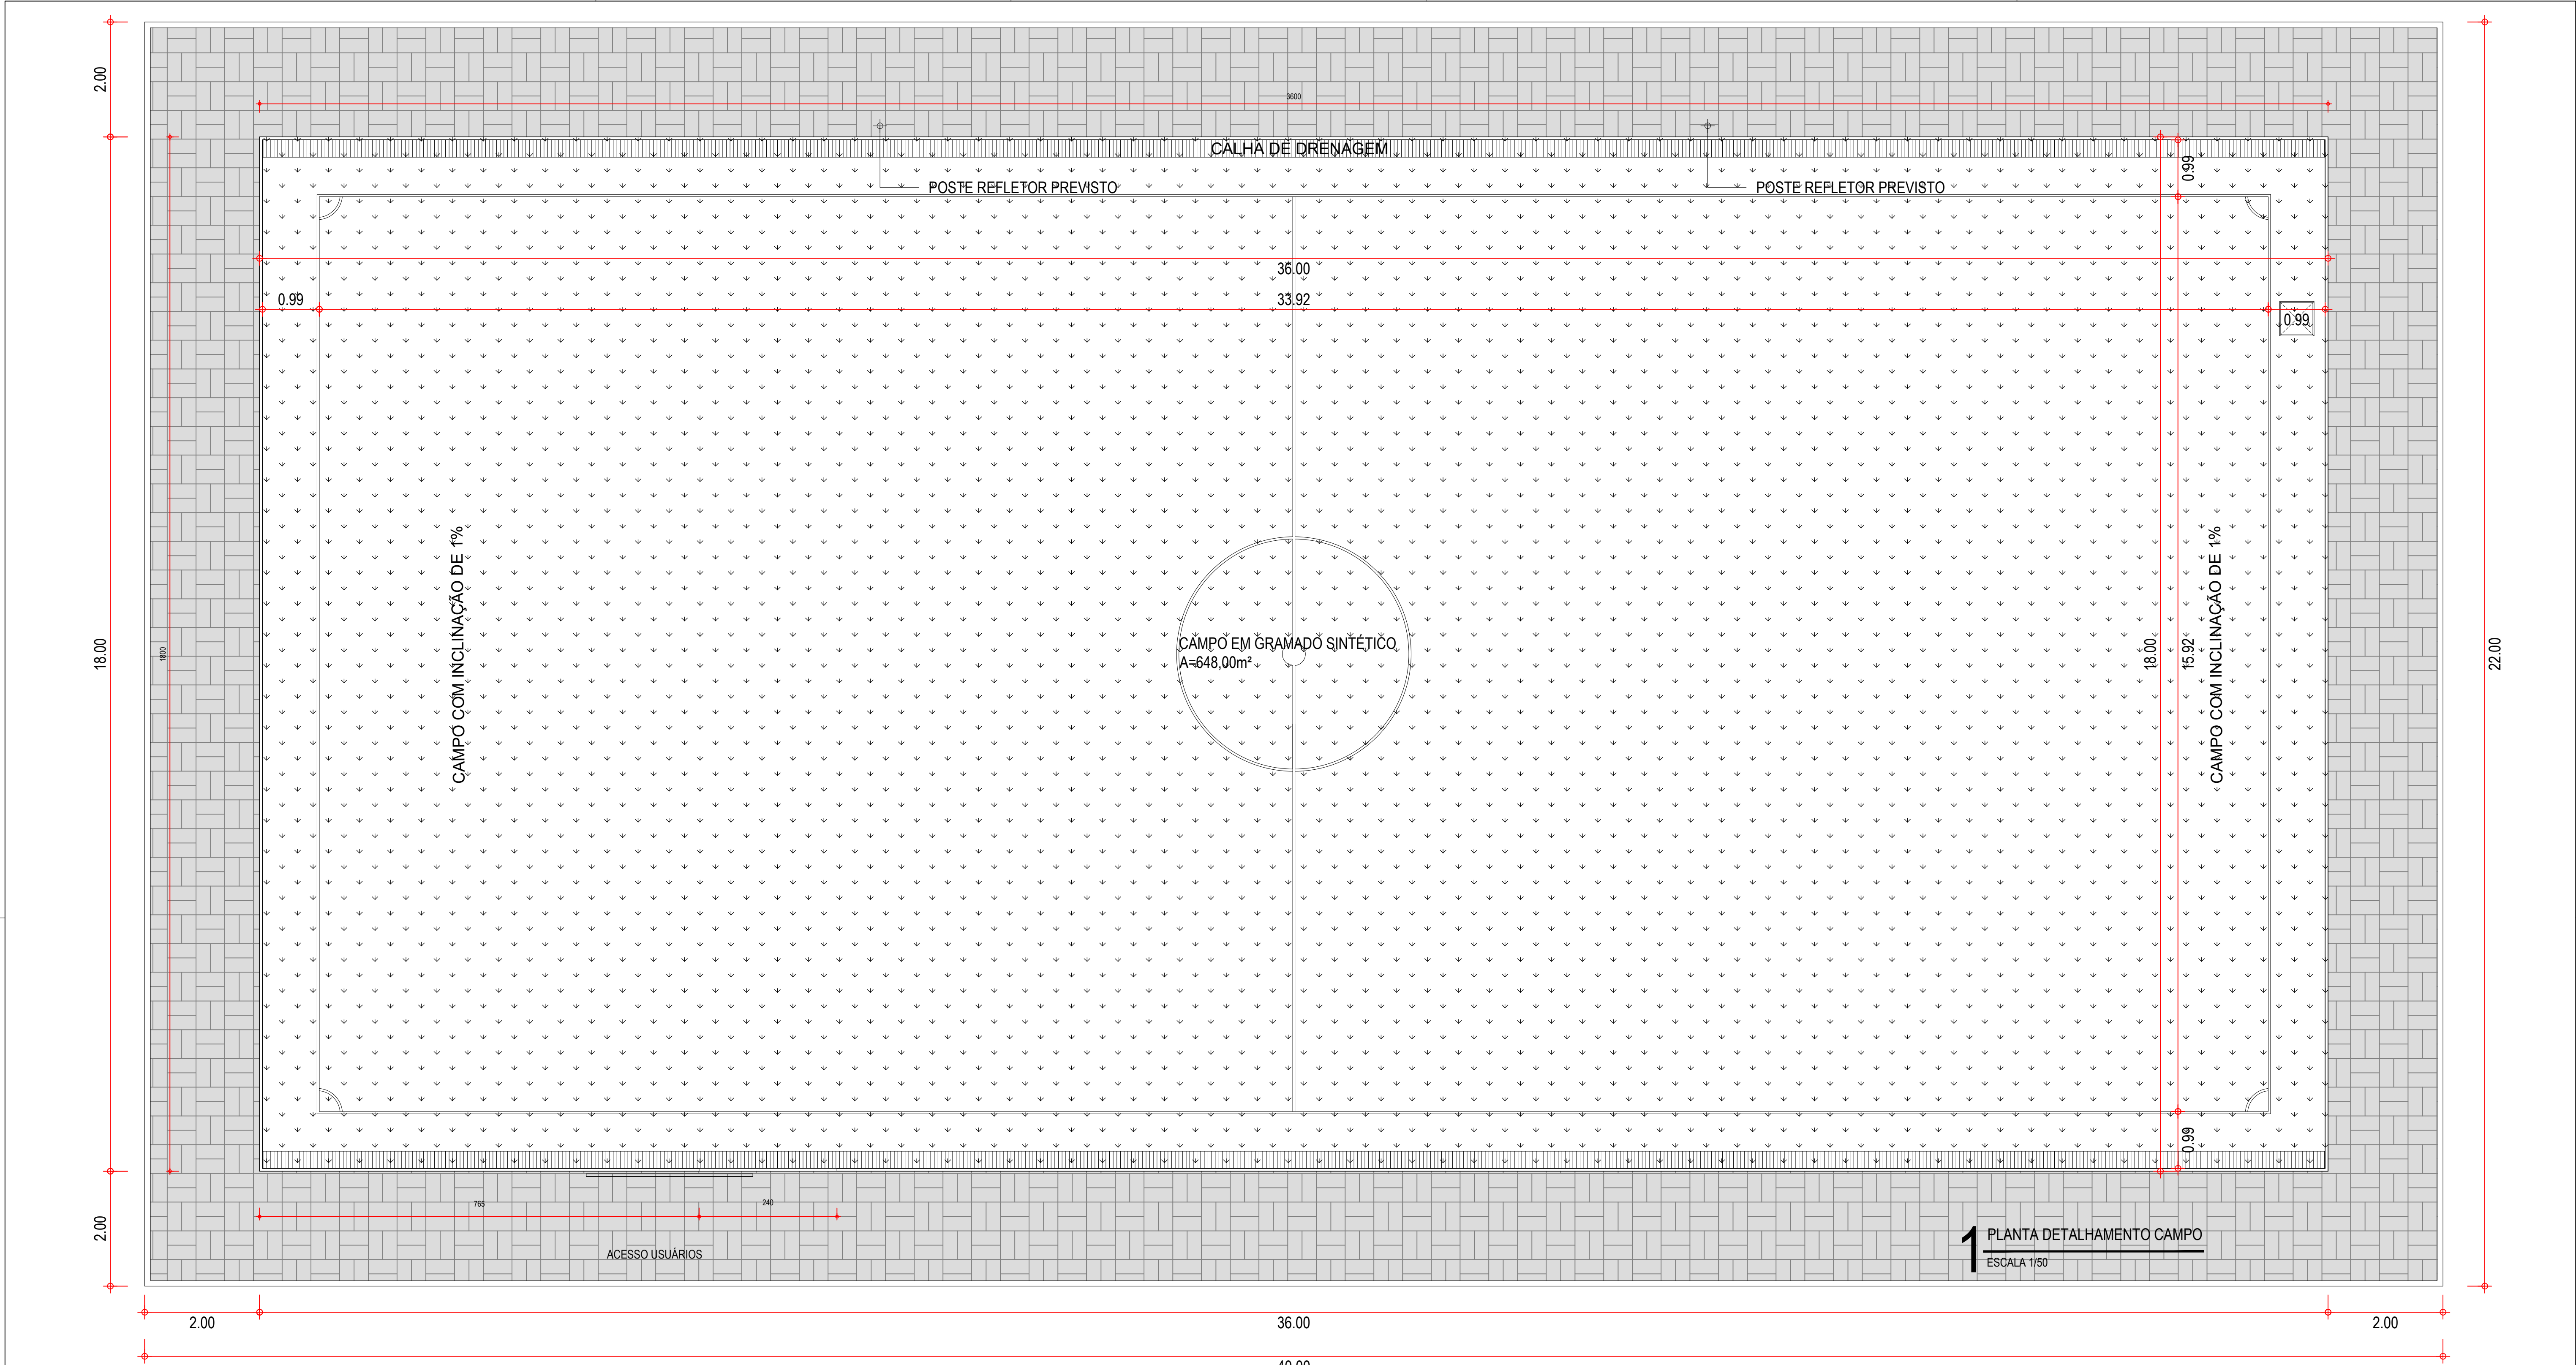 2.00
3600
CALHA DE DRENAGEM
0.99
POSTE REFLETOR PREVISTO
POSTE REFLETOR PREVISTO
36.00
0.99
33.92
0.99
CAMPO COM INCLINAÇÃO DE 1%
CAMPO COM INCLINAÇÃO DE 1%
18.00
1800
CAMPO EM GRAMADO SINTÉTICO
A=648,00m²
18.00
15.92
22.00
0.99
765
240
2.00
ACESSO USUÁRIOS
1
PLANTA DETALHAMENTO CAMPO
ESCALA 1/50
2.00
36.00
2.00